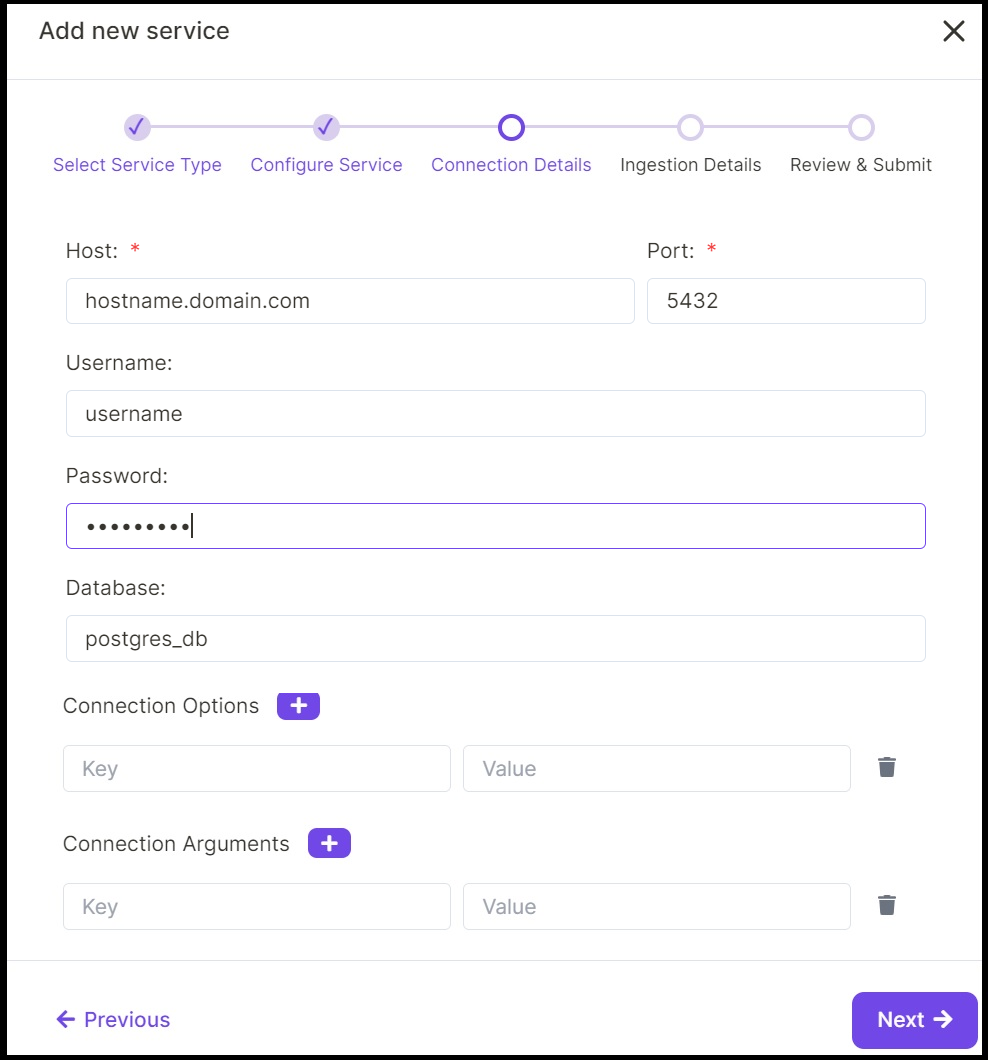 Add new service
Select Service Type Configure Service Connection Details Ingestion Details Review & Submit
Host: * Port: *
hostname.domain.com 5432
Username:
username
Password:
•••••••••
Database:
postgres_db
Connection Options +
Key Value
Connection Arguments +
Key Value
← Previous Next →